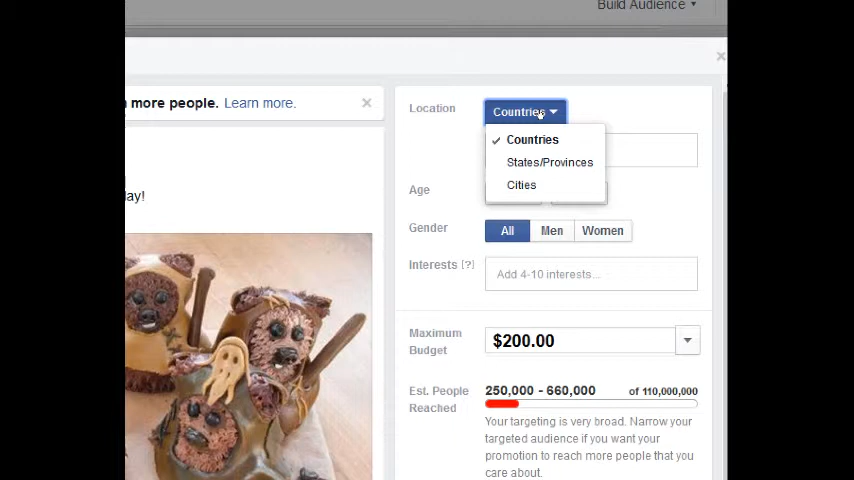 Build Audience
more people. Learn more.
ay!
Location
Countries
Countries
States/Provinces
Cities
Age
Gender
All
Men
Women
Interests [?]
Add 4-10 interests...
Maximum
Budget
$200.00
Est. People
Reached
250,000 - 660,000
of 110,000,000
Your targeting is very broad. Narrow your
targeted audience if you want your
promotion to reach more people that you
care about.